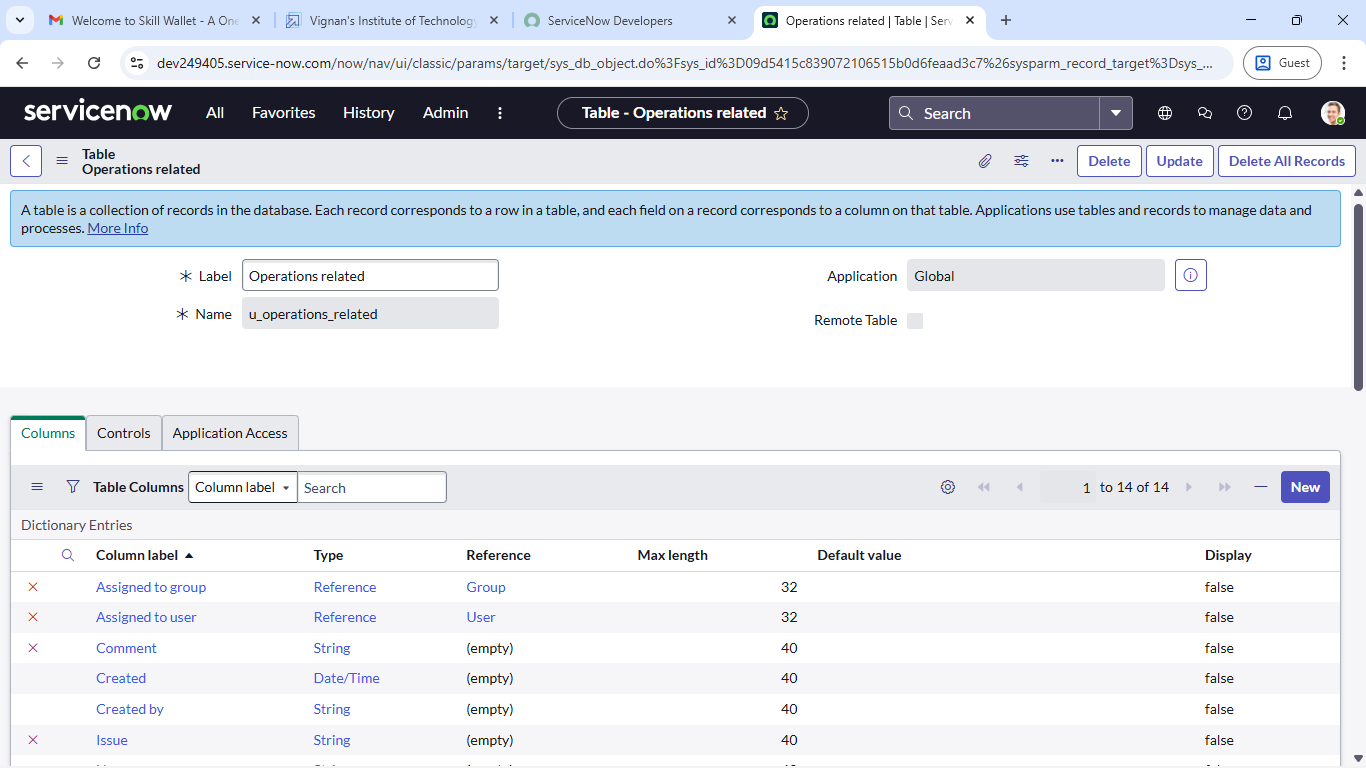 Welcome to Skill Wallet - A One
Vignan's Institute of Technology
ServiceNow Developers
Operations related | Table | Serv
dev249405.service-now.com/now/nav/ui/classic/params/target/sys_db_object.do%3Fsys_id%3D09d5415c839072106515b0d6feaad3c7%26sysparm_record_target%3Dsys_...
Guest
servicenow All Favorites History Admin Table - Operations related Search
Table
Operations related
Delete Update Delete All Records
A table is a collection of records in the database. Each record corresponds to a row in a table, and each field on a record corresponds to a column on that table. Applications use tables and records to manage data and
processes. More Info
Label Operations related Application Global
Name u_operations_related Remote Table
Columns Controls Application Access
Table Columns Column label Search 1 to 14 of 14 New
Dictionary Entries
Column label Type Reference Max length Default value Display
Assigned to group Reference Group 32 false
Assigned to user Reference User 32 false
Comment String (empty) 40 false
Created Date/Time (empty) 40 false
Created by String (empty) 40 false
Issue String (empty) 40 false